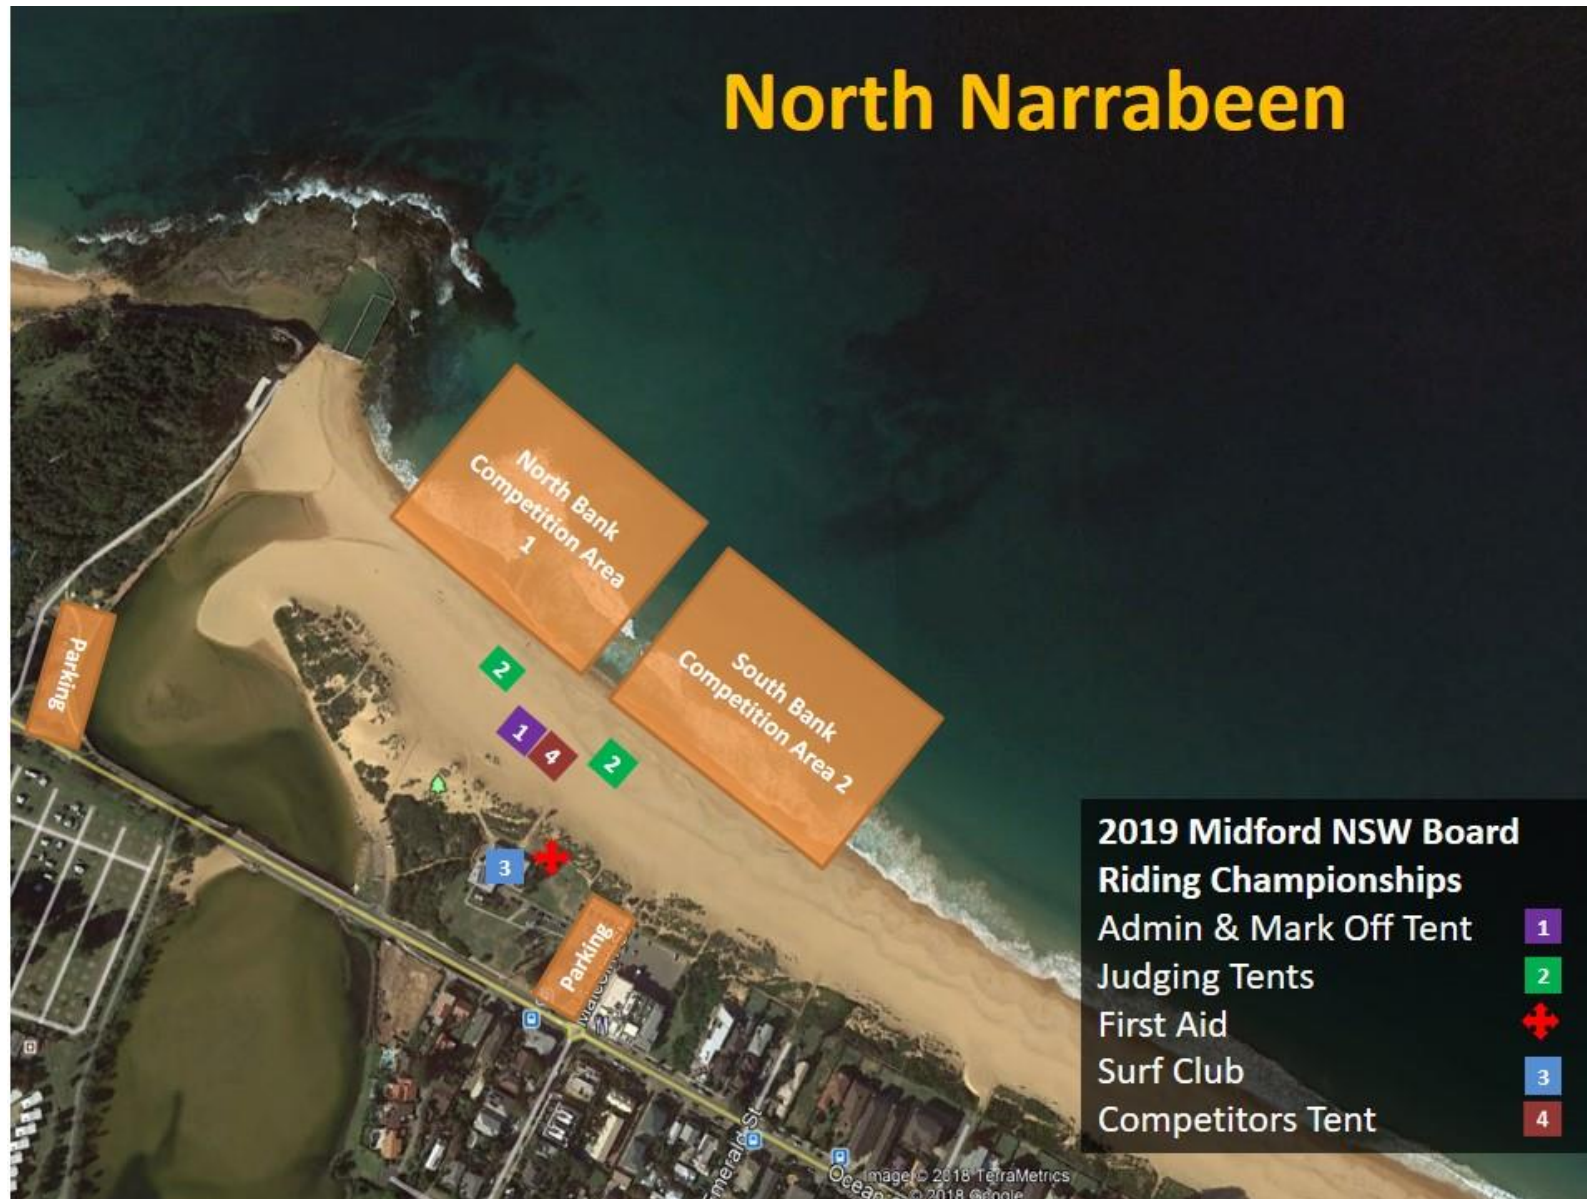 North Narrabeen
North Bank
Competition Area
1
South Bank
Competition Area 2
Parking
2
1
4
2
3
Parking
2019 Midford NSW Board
Riding Championships
Admin & Mark Off Tent 1
Judging Tents 2
First Aid
Surf Club 3
Competitors Tent 4
Image © 2018 TerraMetrics
© 2018 Google